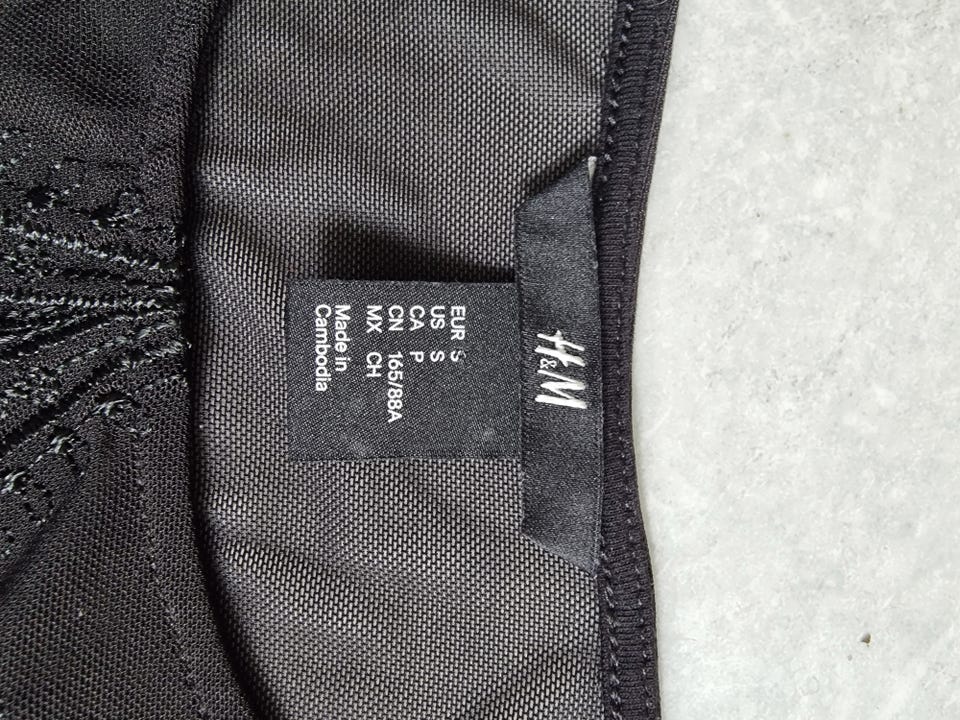 H&M
EUR S
US S
CA P
CN 165/88A
MX CH
Made in
Cambodia